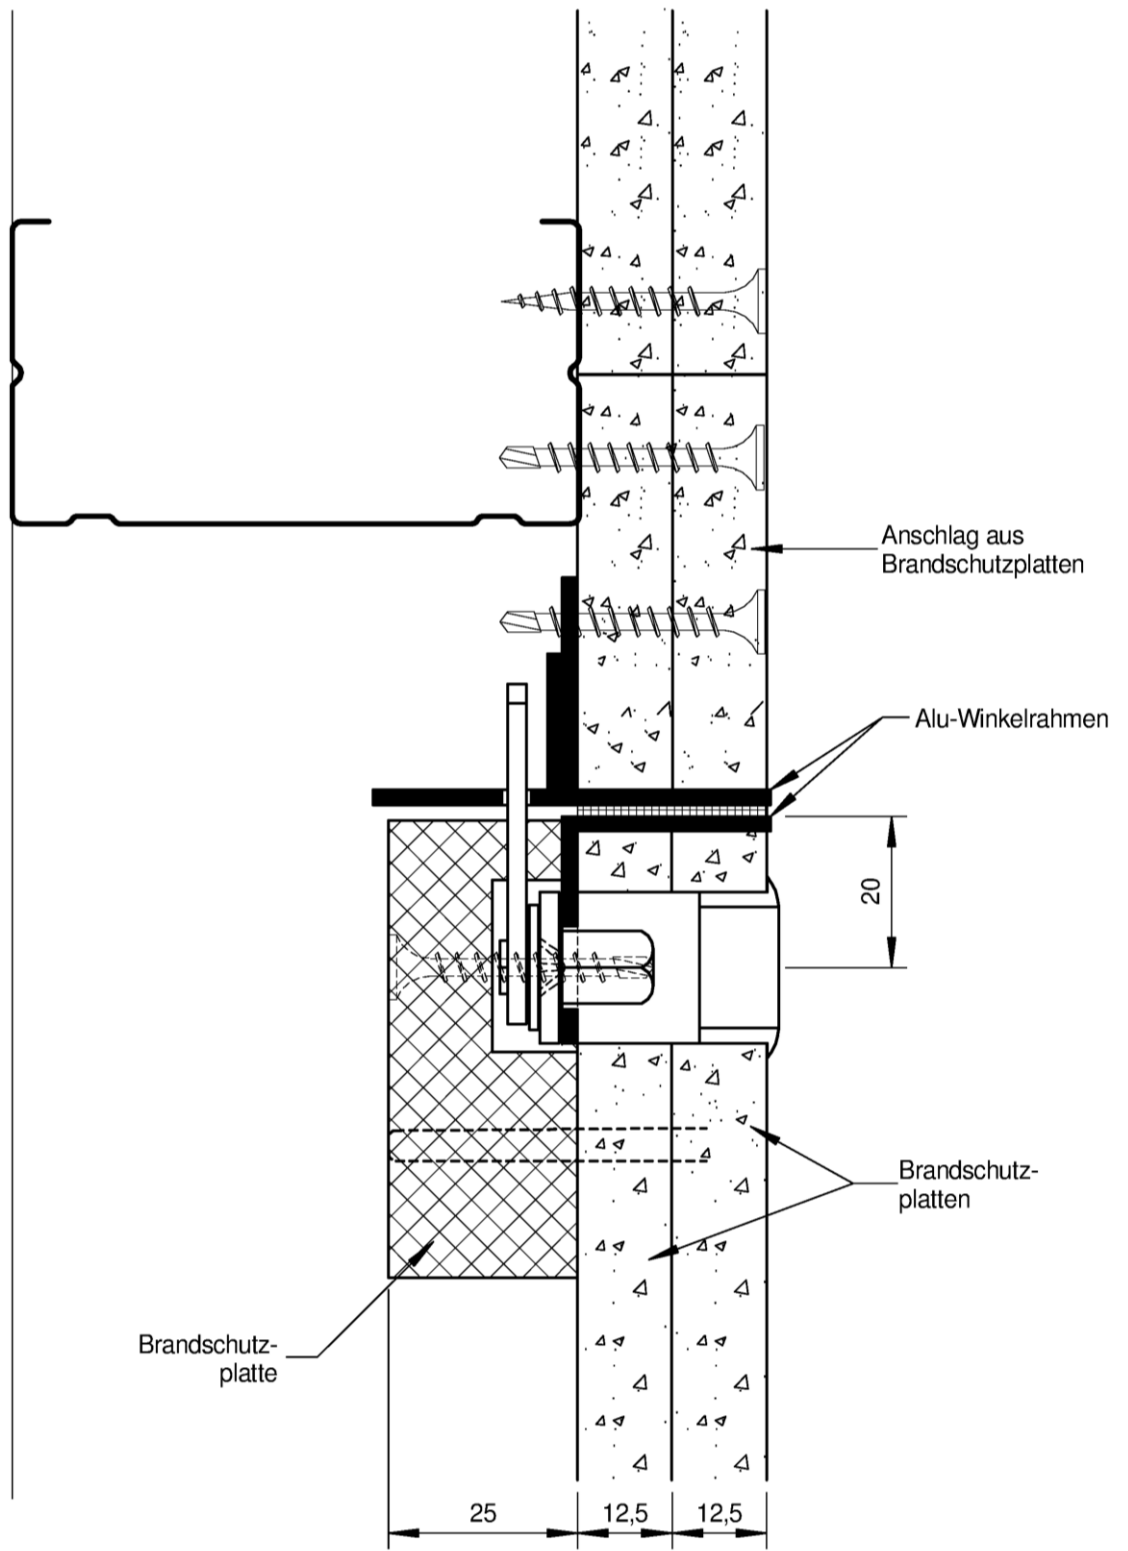 Anschlag aus
Brandschutzplatten
Alu-Winkelrahmen
20
Brandschutz-
platten
Brandschutz-
platte
25
12,5
12,5